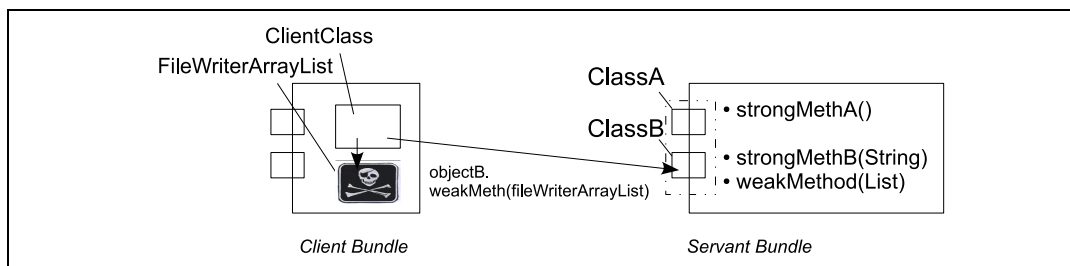 ClientClass
FileWriterArrayList
ClassA
• strongMethA()
ClassB
• strongMethB(String)
objectB.
weakMeth(fileWriterArrayList)
• weakMethod(List)
Client Bundle
Servant Bundle